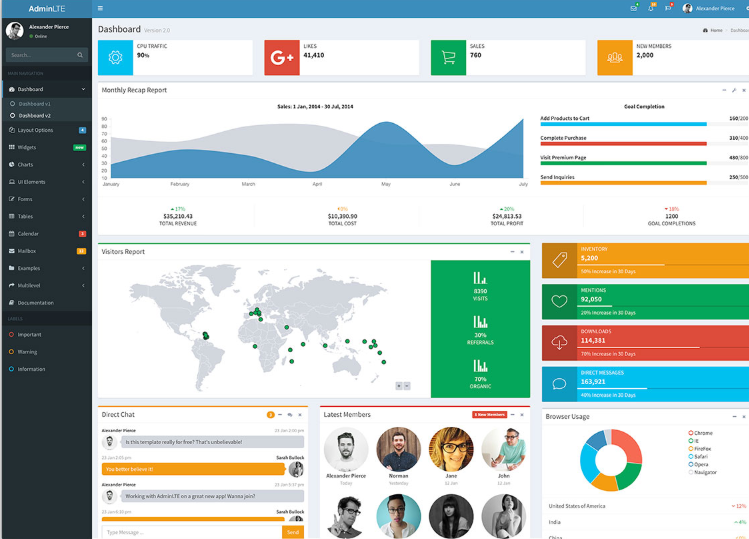 AdminLTE
Alexander Pierce
Alexander Pierce
Online
Search...
MAIN NAVIGATION
Dashboard
Dashboard v1
Dashboard v2
Layout Options 4
Widgets new
Charts
UI Elements
Forms
Tables
Calendar 3
Mailbox 12
Examples
Multilevel
Documentation
LABELS
Important
Warning
Information
Dashboard Version 2.0
Home > Dashboard
CPU TRAFFIC
90%
G+
LIKES
41,410
SALES
760
NEW MEMBERS
2,000
Monthly Recap Report
Sales: 1 Jan, 2014 - 30 Jul, 2014
90
80
70
60
50
40
30
20
10
January February March April May June July
Goal Completion
Add Products to Cart 160/200
Complete Purchase 310/400
Visit Premium Page 480/800
Send Inquiries 250/500
17%
$35,210.43
TOTAL REVENUE
0%
$10,390.90
TOTAL COST
20%
$24,813.53
TOTAL PROFIT
18%
1200
GOAL COMPLETIONS
Visitors Report
8390
VISITS
30%
REFERRALS
70%
ORGANIC
INVENTORY
5,200
50% Increase in 30 Days
MENTIONS
92,050
20% Increase in 30 Days
DOWNLOADS
114,381
70% Increase in 30 Days
DIRECT MESSAGES
163,921
40% Increase in 30 Days
Direct Chat 3
Alexander Pierce 23 Jan 2:00 pm
Is this template really for free? That's unbelievable!
23 Jan 2:05 pm Sarah Bullock
You better believe it!
Alexander Pierce 23 Jan 5:37 pm
Working with AdminLTE on a great new app! Wanna join?
23 Jan 6:10 pm Sarah Bullock
Type Message ... Send
Latest Members 8 New Members
Alexander Pierce
Today
Norman
Yesterday
Jane
12 Jan
John
12 Jan
Browser Usage
Chrome
IE
FireFox
Safari
Opera
Navigator
United States of America 12%
India 4%
China